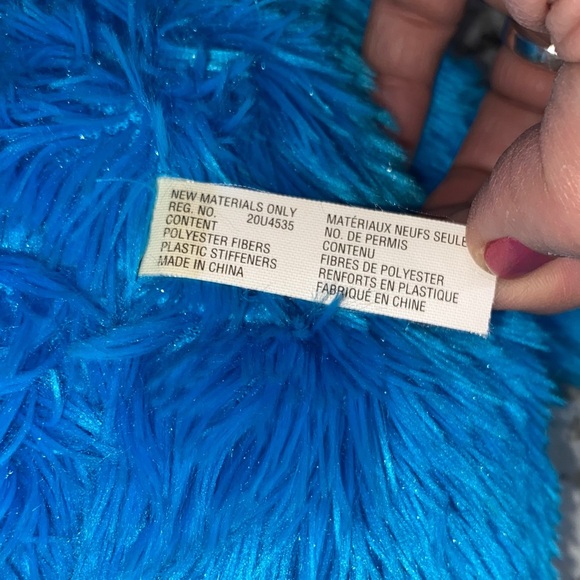 NEW MATERIALS ONLY
REG. NO. 20U4535
CONTENT
POLYESTER FIBERS
PLASTIC STIFFENERS
MADE IN CHINA
MATÉRIAUX NEUFS SEULE
NO. DE PERMIS
CONTENU
FIBRES DE POLYESTER
RENFORTS EN PLASTIQUE
FABRIQUÉ EN CHINE